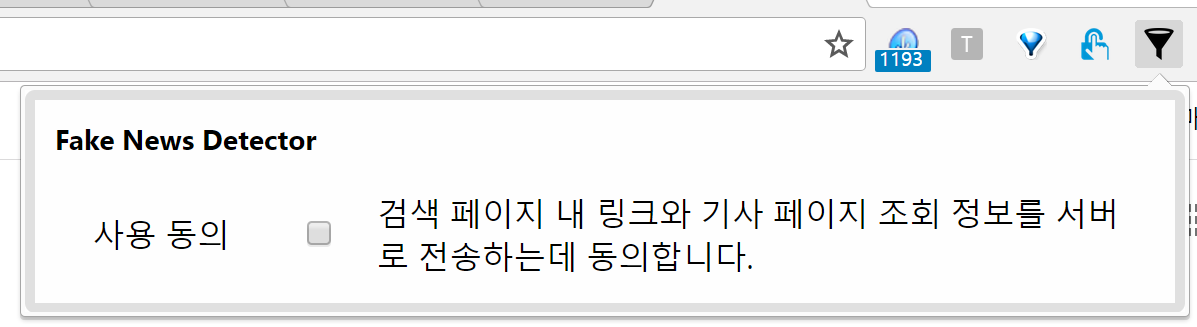 1193
T
Fake News Detector
사용 동의
검색 페이지 내 링크와 기사 페이지 조회 정보를 서버
로 전송하는데 동의합니다.